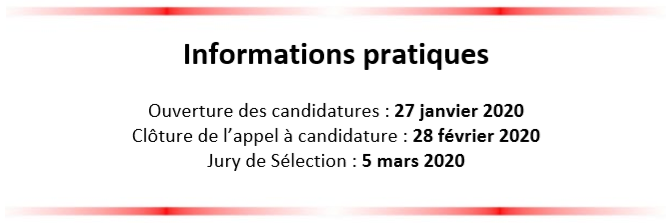 Informations pratiques
Ouverture des candidatures : 27 janvier 2020
Clôture de l’appel à candidature : 28 février 2020
Jury de Sélection : 5 mars 2020